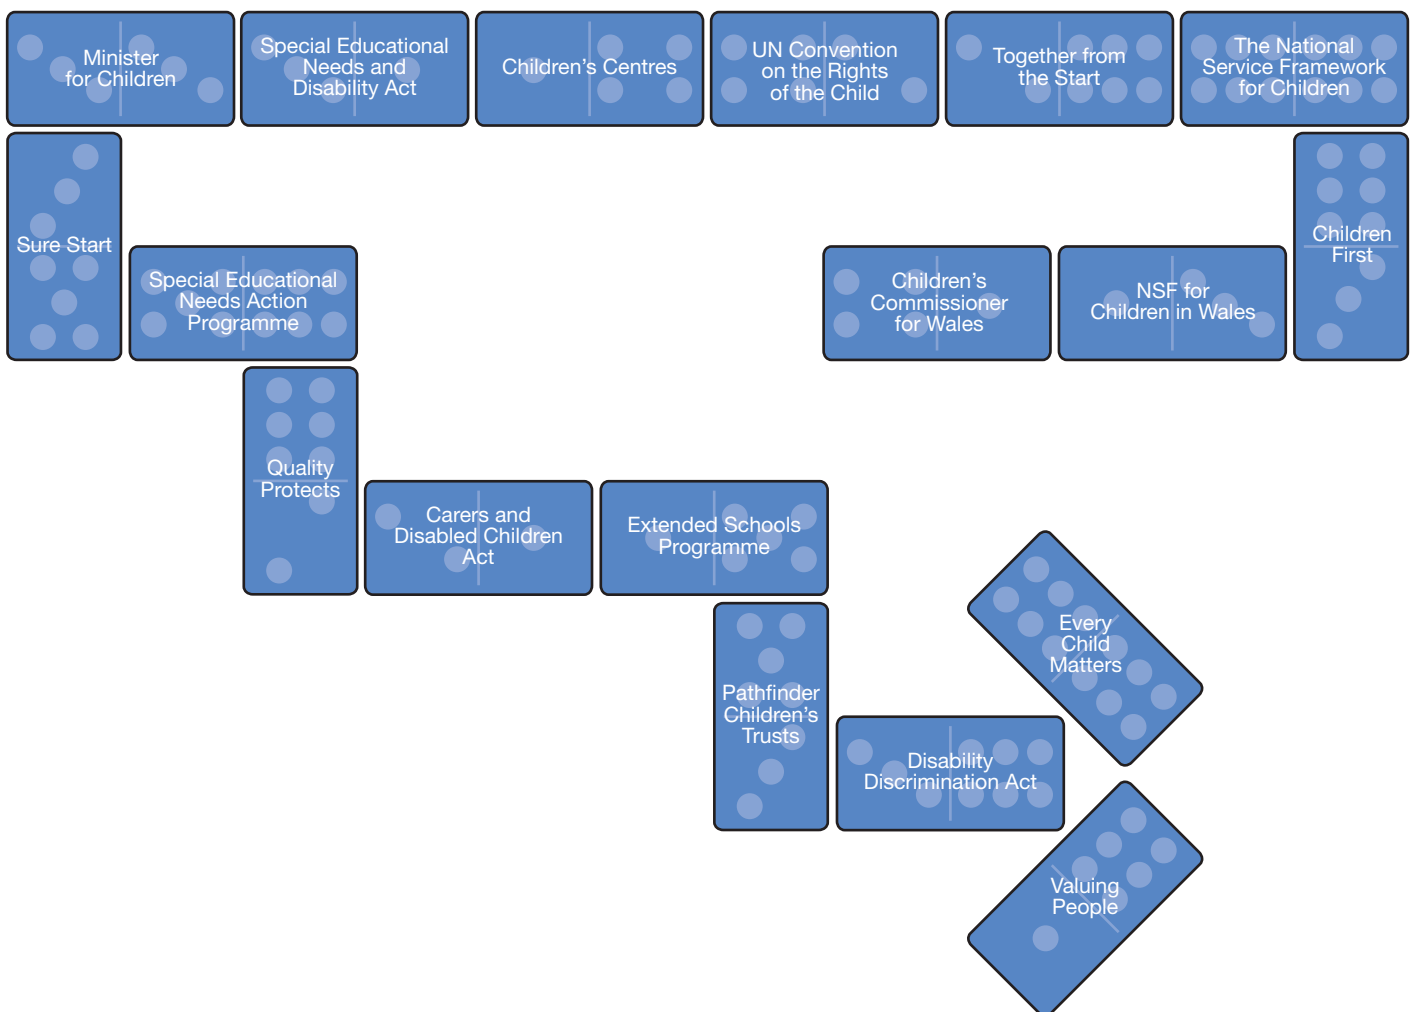 Minister
for Children
Special Educational
Needs and
Disability Act
Children's Centres
UN Convention
on the Rights
of the Child
Together from
the Start
The National
Service Framework
for Children
Sure Start
Special Educational
Needs Action
Programme
Children's
Commissioner
for Wales
NSF for
Children in Wales
Children
First
Quality
Protects
Carers and
Disabled Children
Act
Extended Schools
Programme
Pathfinder
Children's
Trusts
Every
Child
Matters
Disability
Discrimination Act
Valuing
People